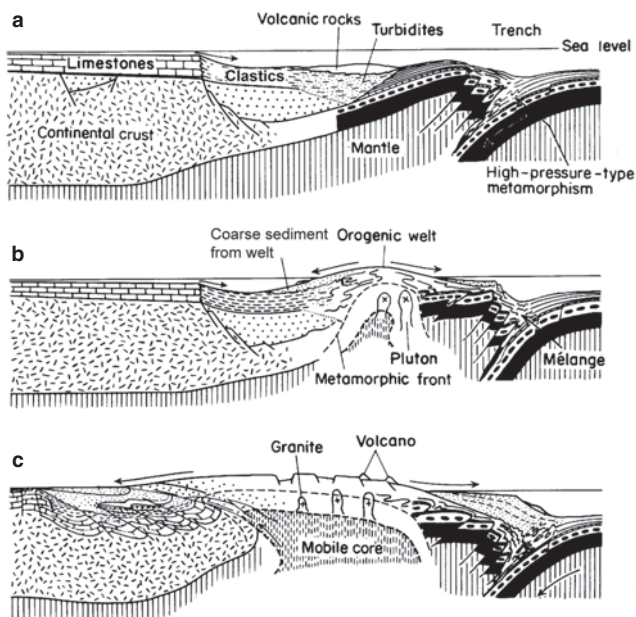 a
Volcanic rocks
Turbidites
Trench
Sea level
Limestones
Clastics
Continental crust
Mantle
High-pressure-type
metamorphism
b
Coarse sediment
from welt
Orogenic welt
Pluton
Mélange
Metamorphic front
c
Granite
Volcano
Mobile core